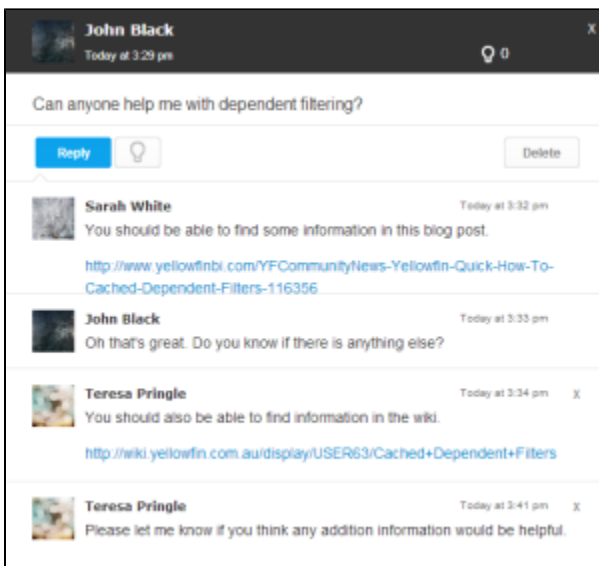 John Black
X
Today at 3:29 pm
0
Can anyone help me with dependent filtering?
Reply
Delete
Sarah White
Today at 3:32 pm
You should be able to find some information in this blog post.
http://www.yellowfinbi.com/YFCommunityNews-Yellowfin-Quick-How-To-
Cached-Dependent-Filters-116356
John Black
Today at 3:33 pm
Oh that's great. Do you know if there is anything else?
Teresa Pringle
Today at 3:34 pm
X
You should also be able to find information in the wiki.
http://wiki.yellowfin.com.au/display/USER63/Cached+Dependent+Filters
Teresa Pringle
Today at 3:41 pm
X
Please let me know if you think any addition information would be helpful.